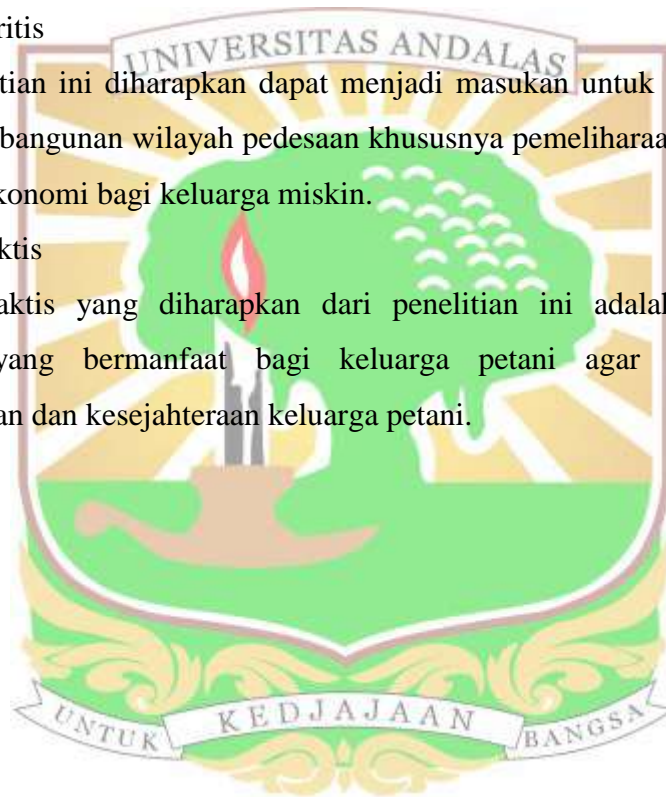 ritis
UNIVERSITAS ANDALAS
tian ini diharapkan dapat menjadi masukan untuk
bangunan wilayah pedesaan khususnya pemeliharaa
konomi bagi keluarga miskin.
ktis
aktis yang diharapkan dari penelitian ini adala
yang bermanfaat bagi keluarga petani agar
an dan kesejahteraan keluarga petani.
UNTUK KEDJAJAAN BANGSA